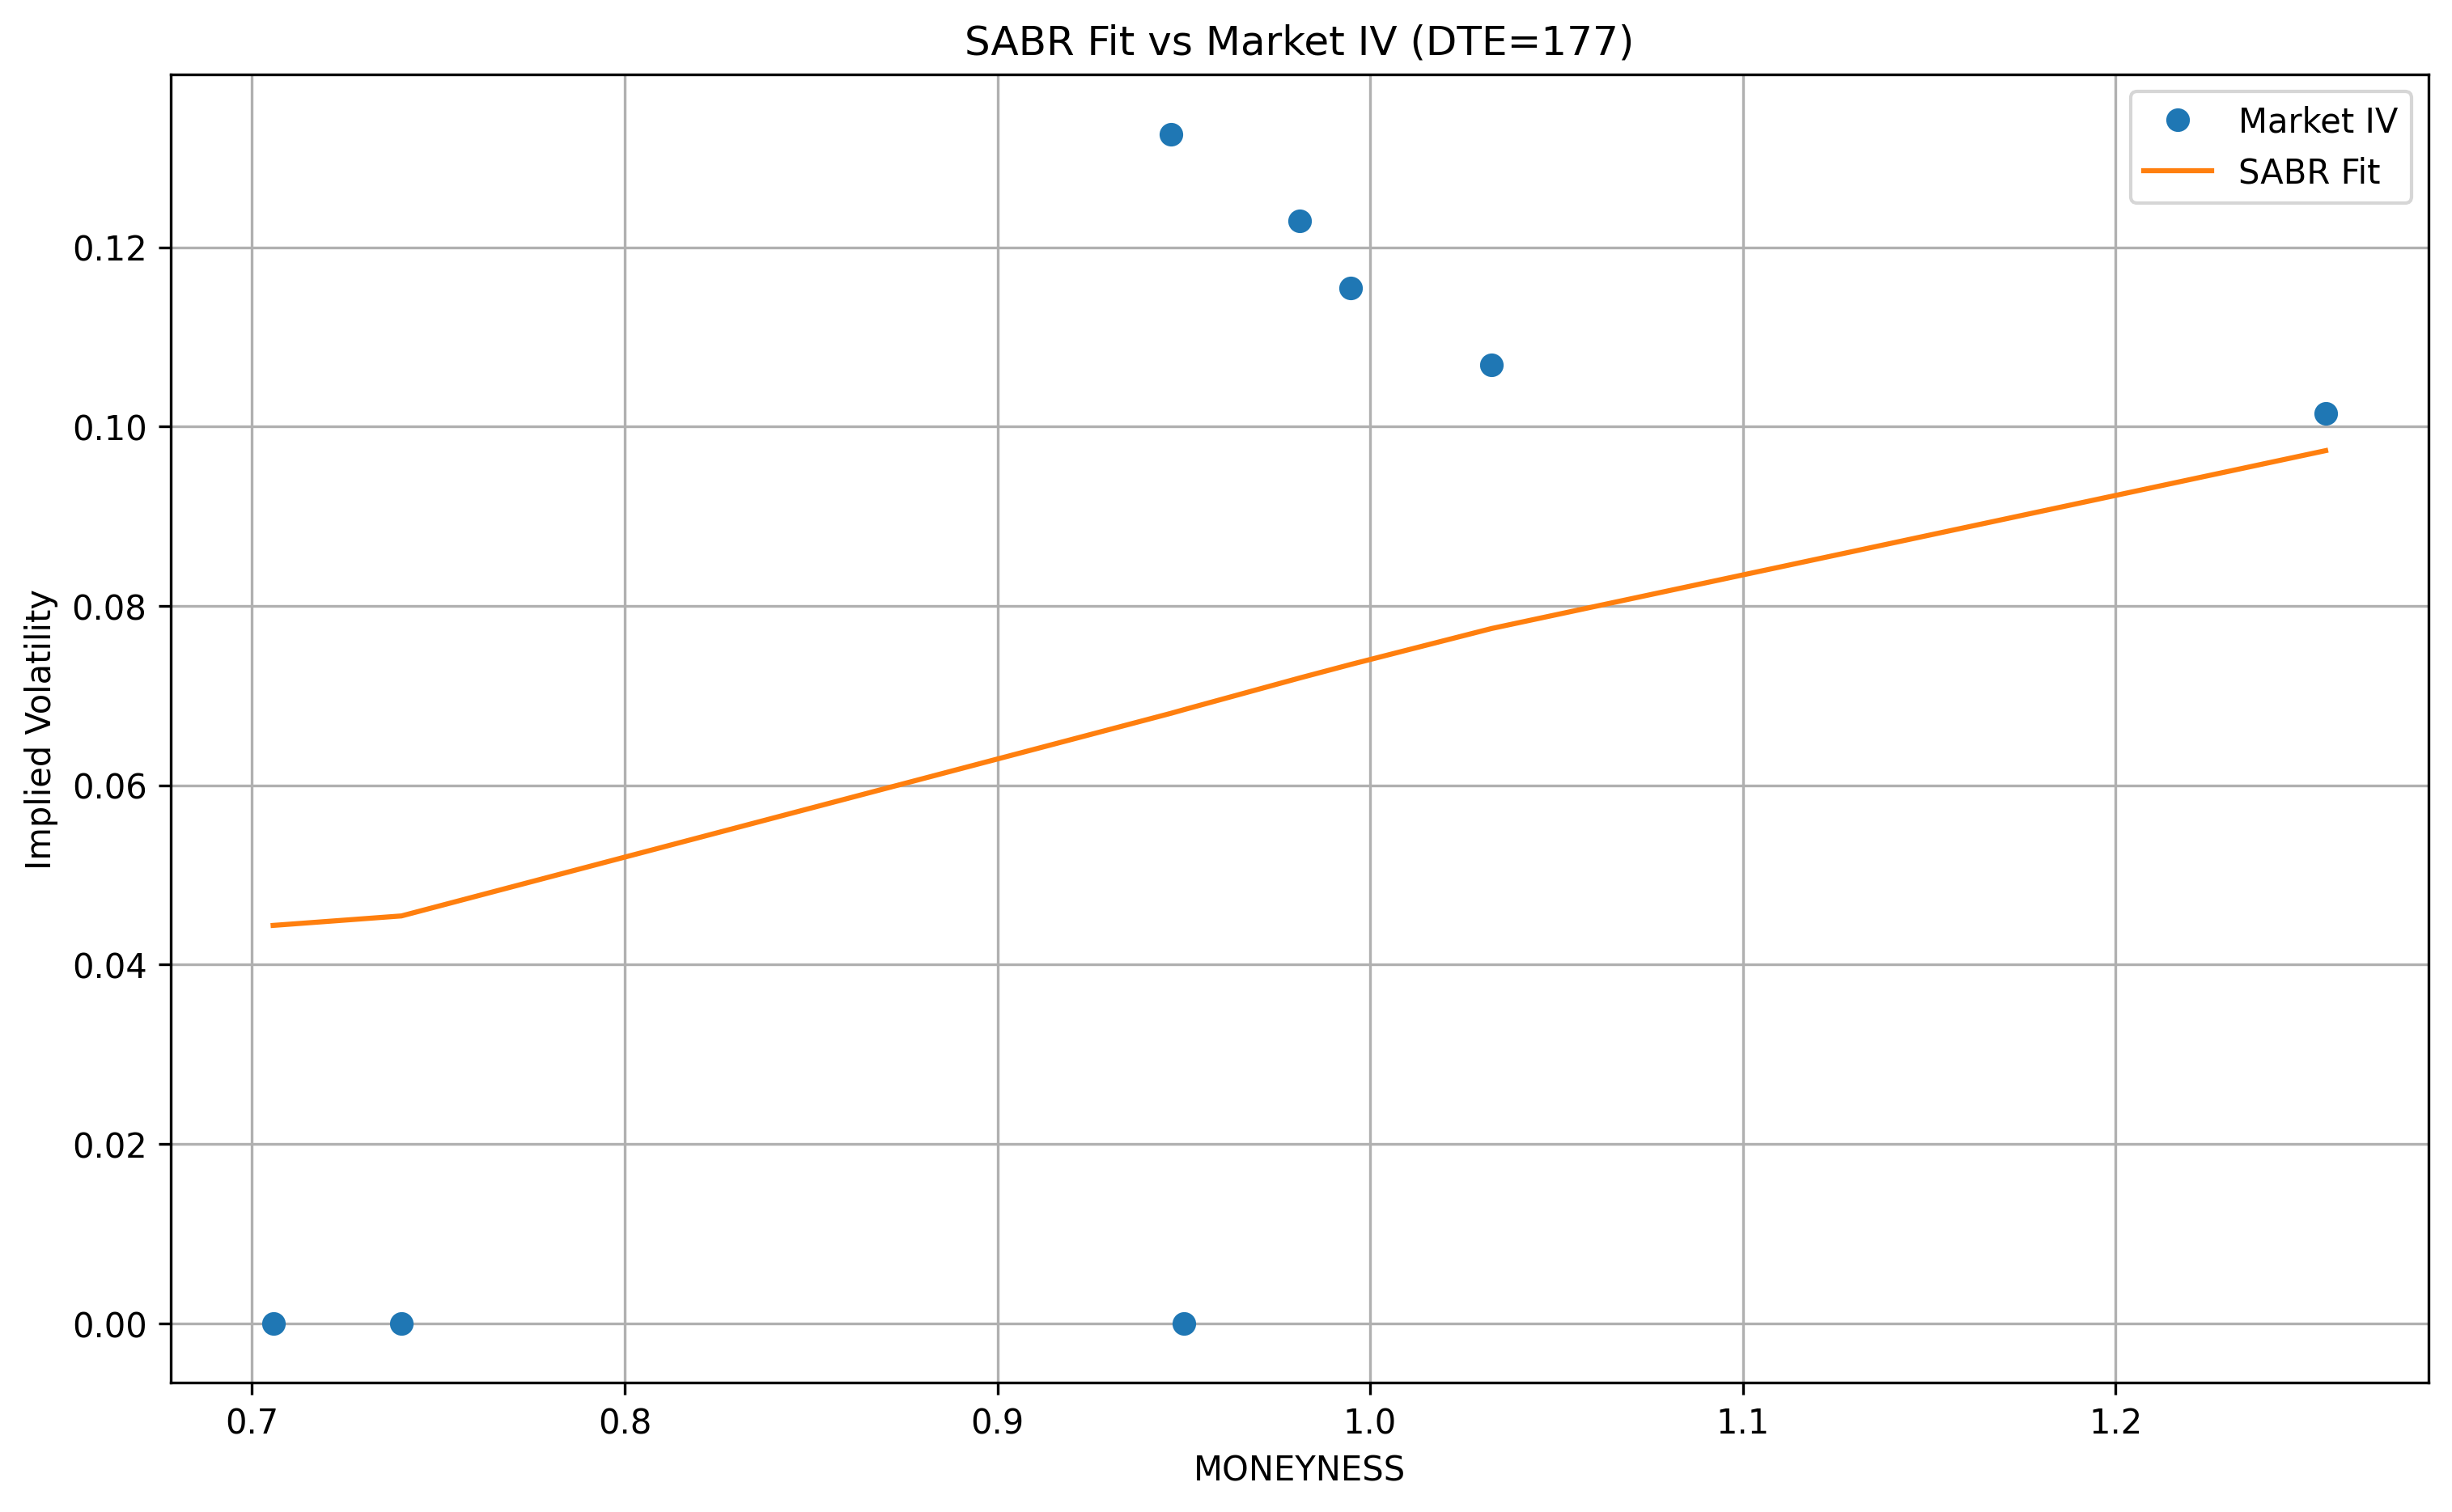 SABR Fit vs Market IV (DTE=177)
Market IV
SABR Fit
Implied Volatility
0.12
0.10
0.08
0.06
0.04
0.02
0.00
0.7 0.8 0.9 1.0 1.1 1.2
MONEYNESS